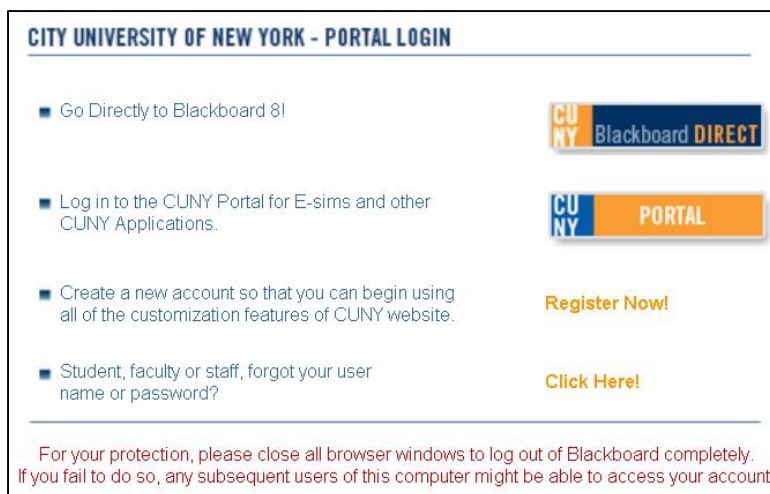 CITY UNIVERSITY OF NEW YORK - PORTAL LOGIN
Go Directly to Blackboard 8!
CU
NY Blackboard DIRECT
Log in to the CUNY Portal for E-sims and other
CUNY Applications.
CU
NY PORTAL
Create a new account so that you can begin using
all of the customization features of CUNY website.
Register Now!
Student, faculty or staff, forgot your user
name or password?
Click Here!
For your protection, please close all browser windows to log out of Blackboard completely.
If you fail to do so, any subsequent users of this computer might be able to access your account